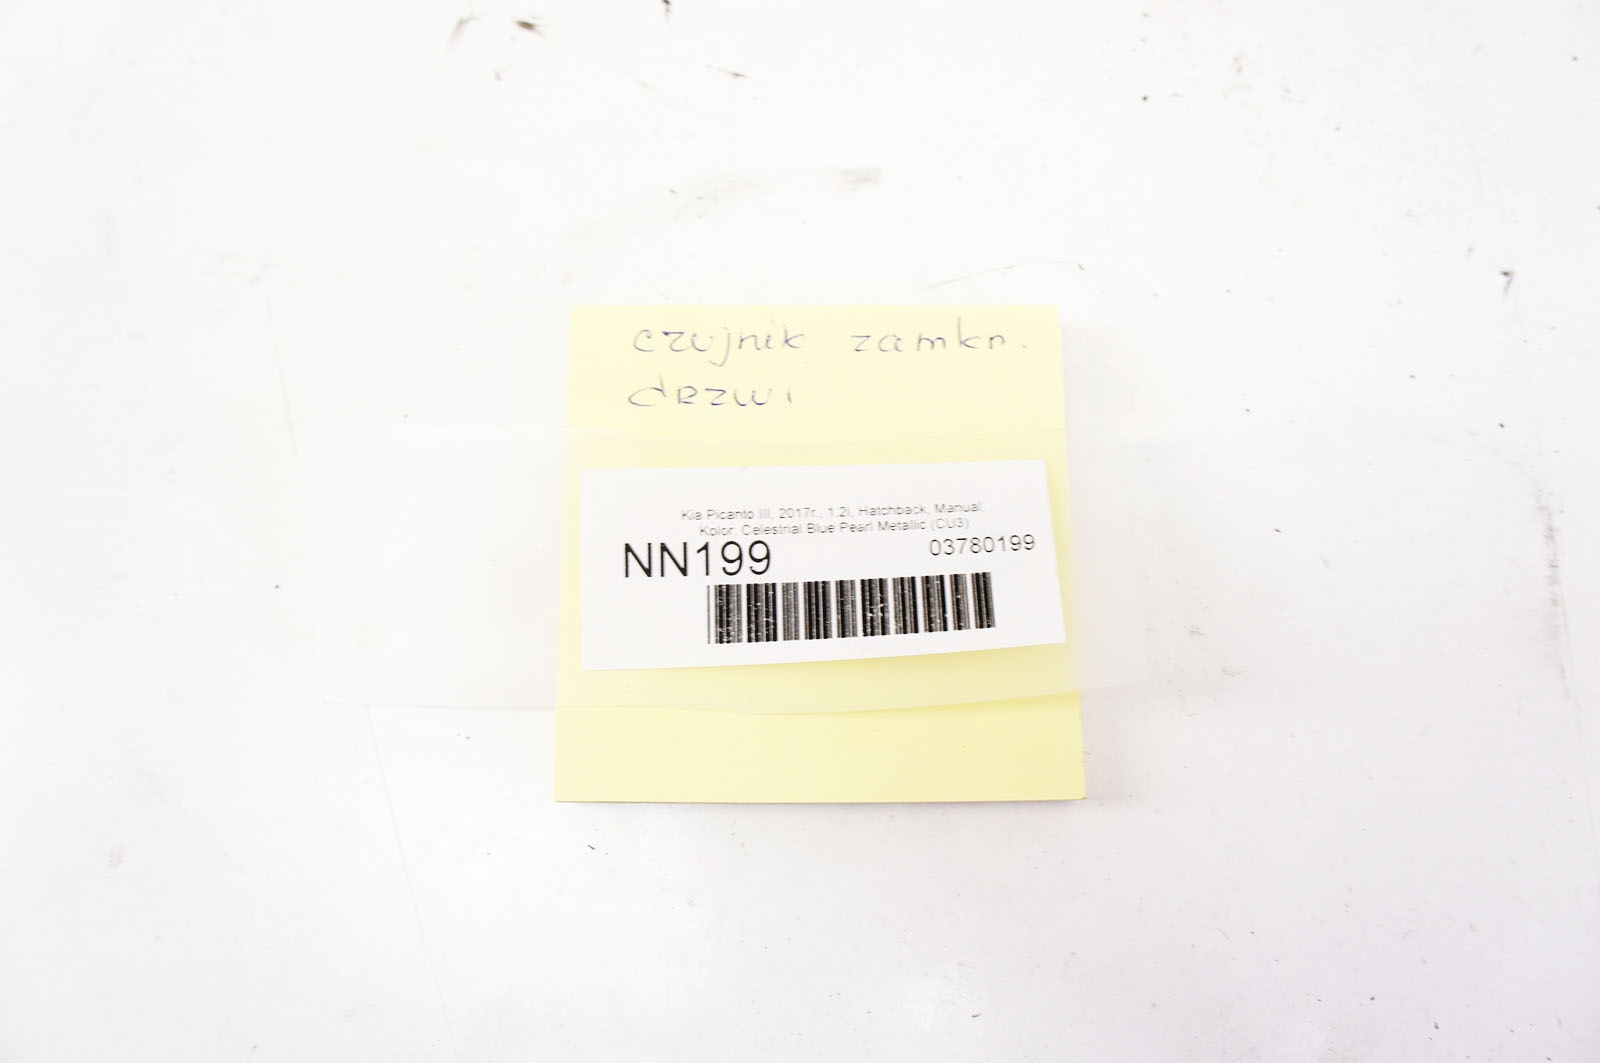 czujnik zamkn.
drzwi
Kia Picanto III, 2017r., 1.2i, Hatchback, Manual,
Kolor: Celestrial Blue Pearl Metallic (CU3)
NN199 03780199